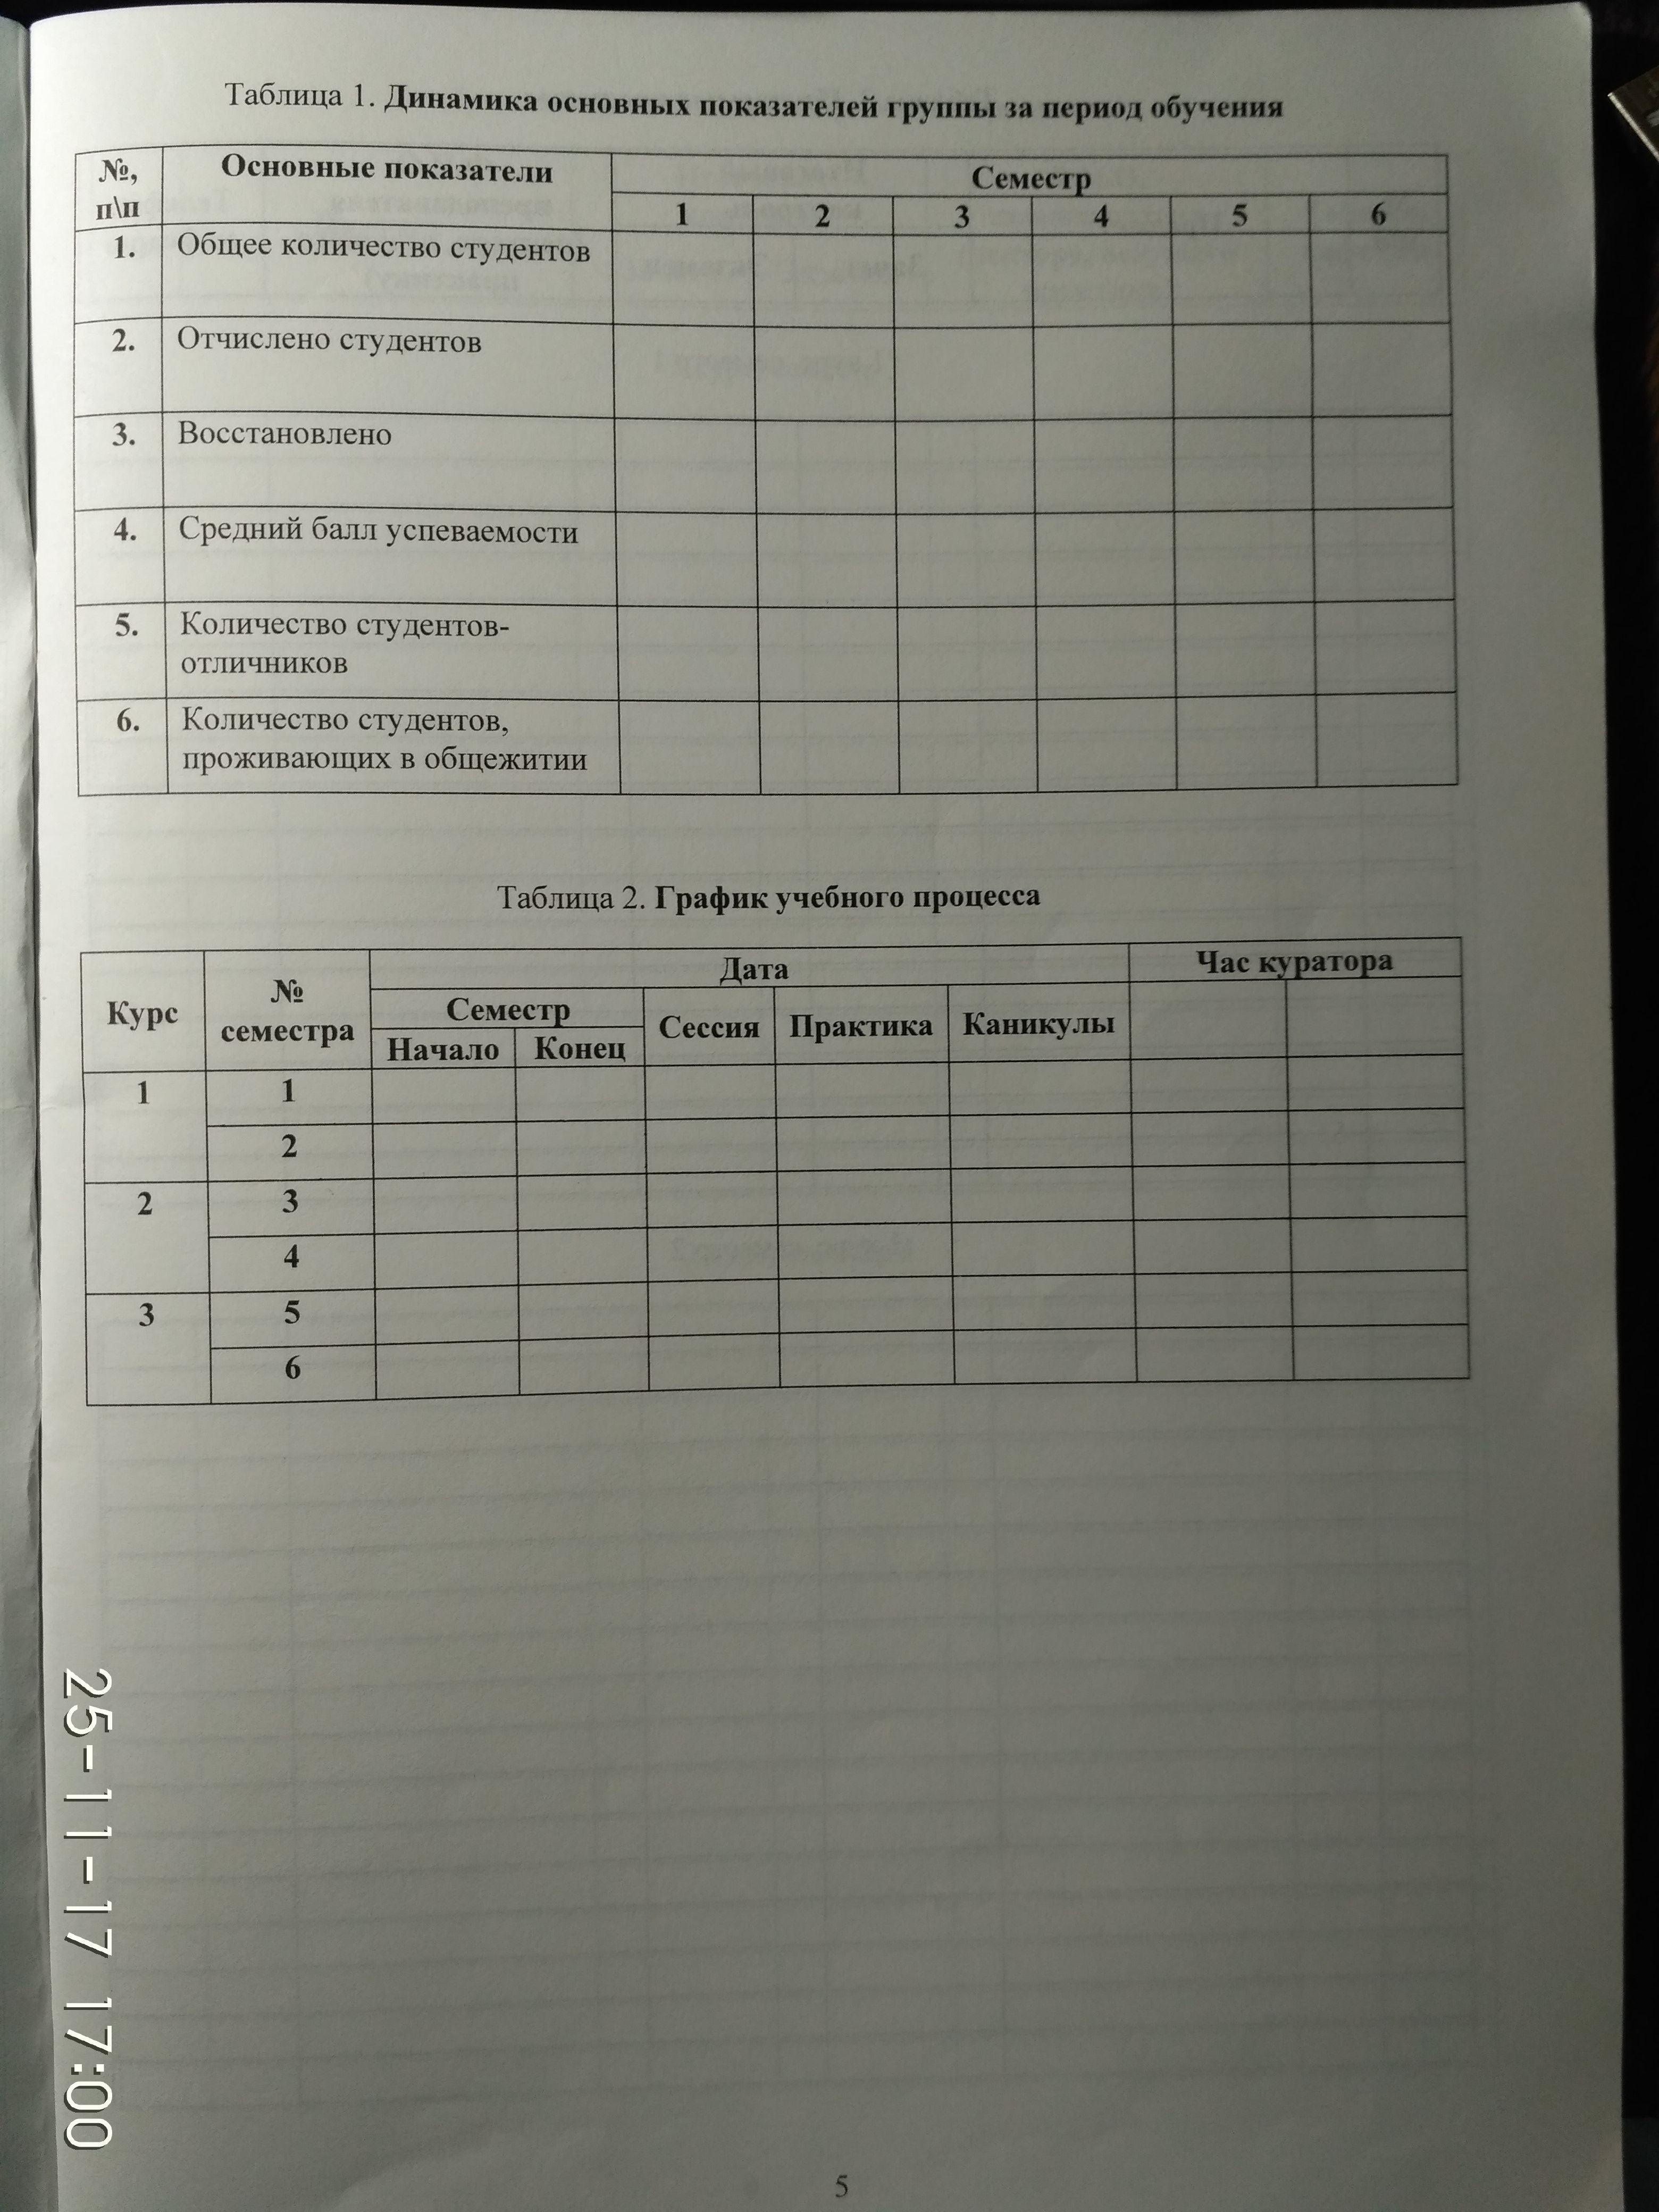 Таблица 1. Динамика основных показателей группы за период обучения
№, п\п Основные показатели Семестр
1 2 3 4 5 6
1. Общее количество студентов
2. Отчислено студентов
3. Восстановлено
4. Средний балл успеваемости
5. Количество студентов-
отличников
6. Количество студентов,
проживающих в общежитии
Таблица 2. График учебного процесса
Курс № семестра Дата Час куратора
Семестр Сессия Практика Каникулы
Начало Конец
1 1
2
2 3
4
3 5
6
25-11-17 17:00
5